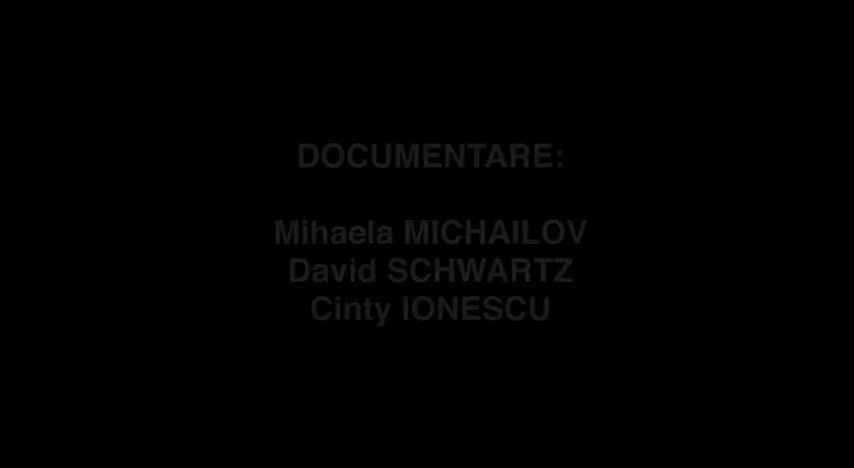 DOCUMENTARE:
Mihaela MICHAILOV
David SCHWARTZ
Cinty IONESCU